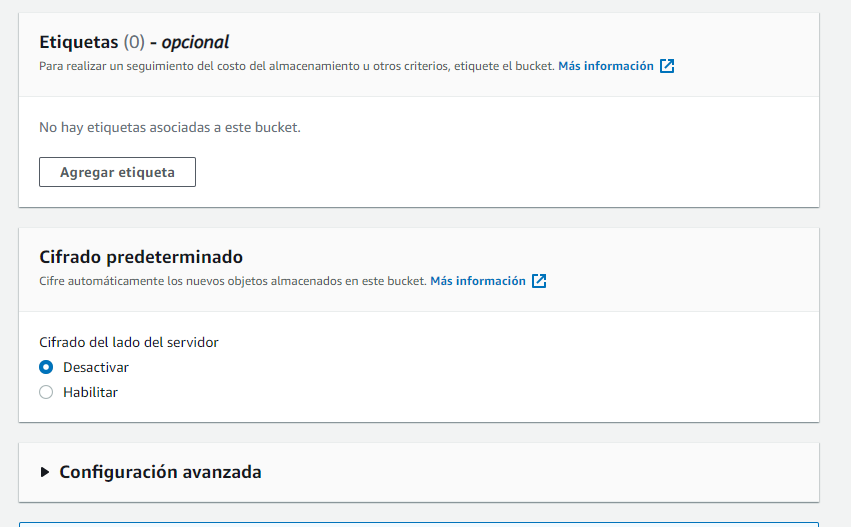 Etiquetas (0) - opcional
Para realizar un seguimiento del costo del almacenamiento u otros criterios, etiquete el bucket. Más información
No hay etiquetas asociadas a este bucket.
Agregar etiqueta
Cifrado predeterminado
Cifre automáticamente los nuevos objetos almacenados en este bucket. Más información
Cifrado del lado del servidor
Desactivar
Habilitar
Configuración avanzada